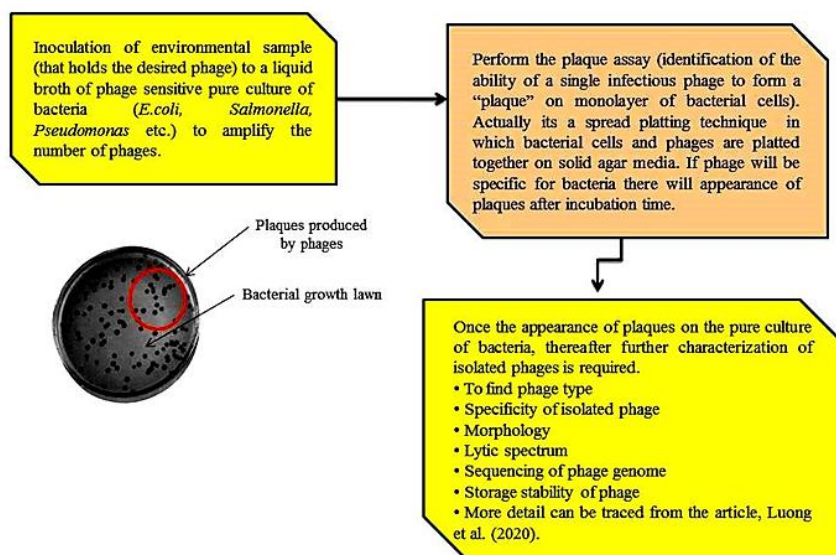 Inoculation of environmental sample
(that holds the desired phage) to a liquid
broth of phage sensitive pure culture of
bacteria (E.coli, Salmonella,
Pseudomonas etc.) to amplify the
number of phages.
Perform the plaque assay (identification of the
ability of a single infectious phage to form a
“plaque” on monolayer of bacterial cells).
Actually its a spread platting technique in
which bacterial cells and phages are platted
together on solid agar media. If phage will be
specific for bacteria there will appearance of
plaques after incubation time.
Plaques produced
by phages
Bacterial growth lawn
Once the appearance of plaques on the pure culture
of bacteria, thereafter further characterization of
isolated phages is required.
• To find phage type
• Specificity of isolated phage
• Morphology
• Lytic spectrum
• Sequencing of phage genome
• Storage stability of phage
• More detail can be traced from the article, Luong
et al. (2020).